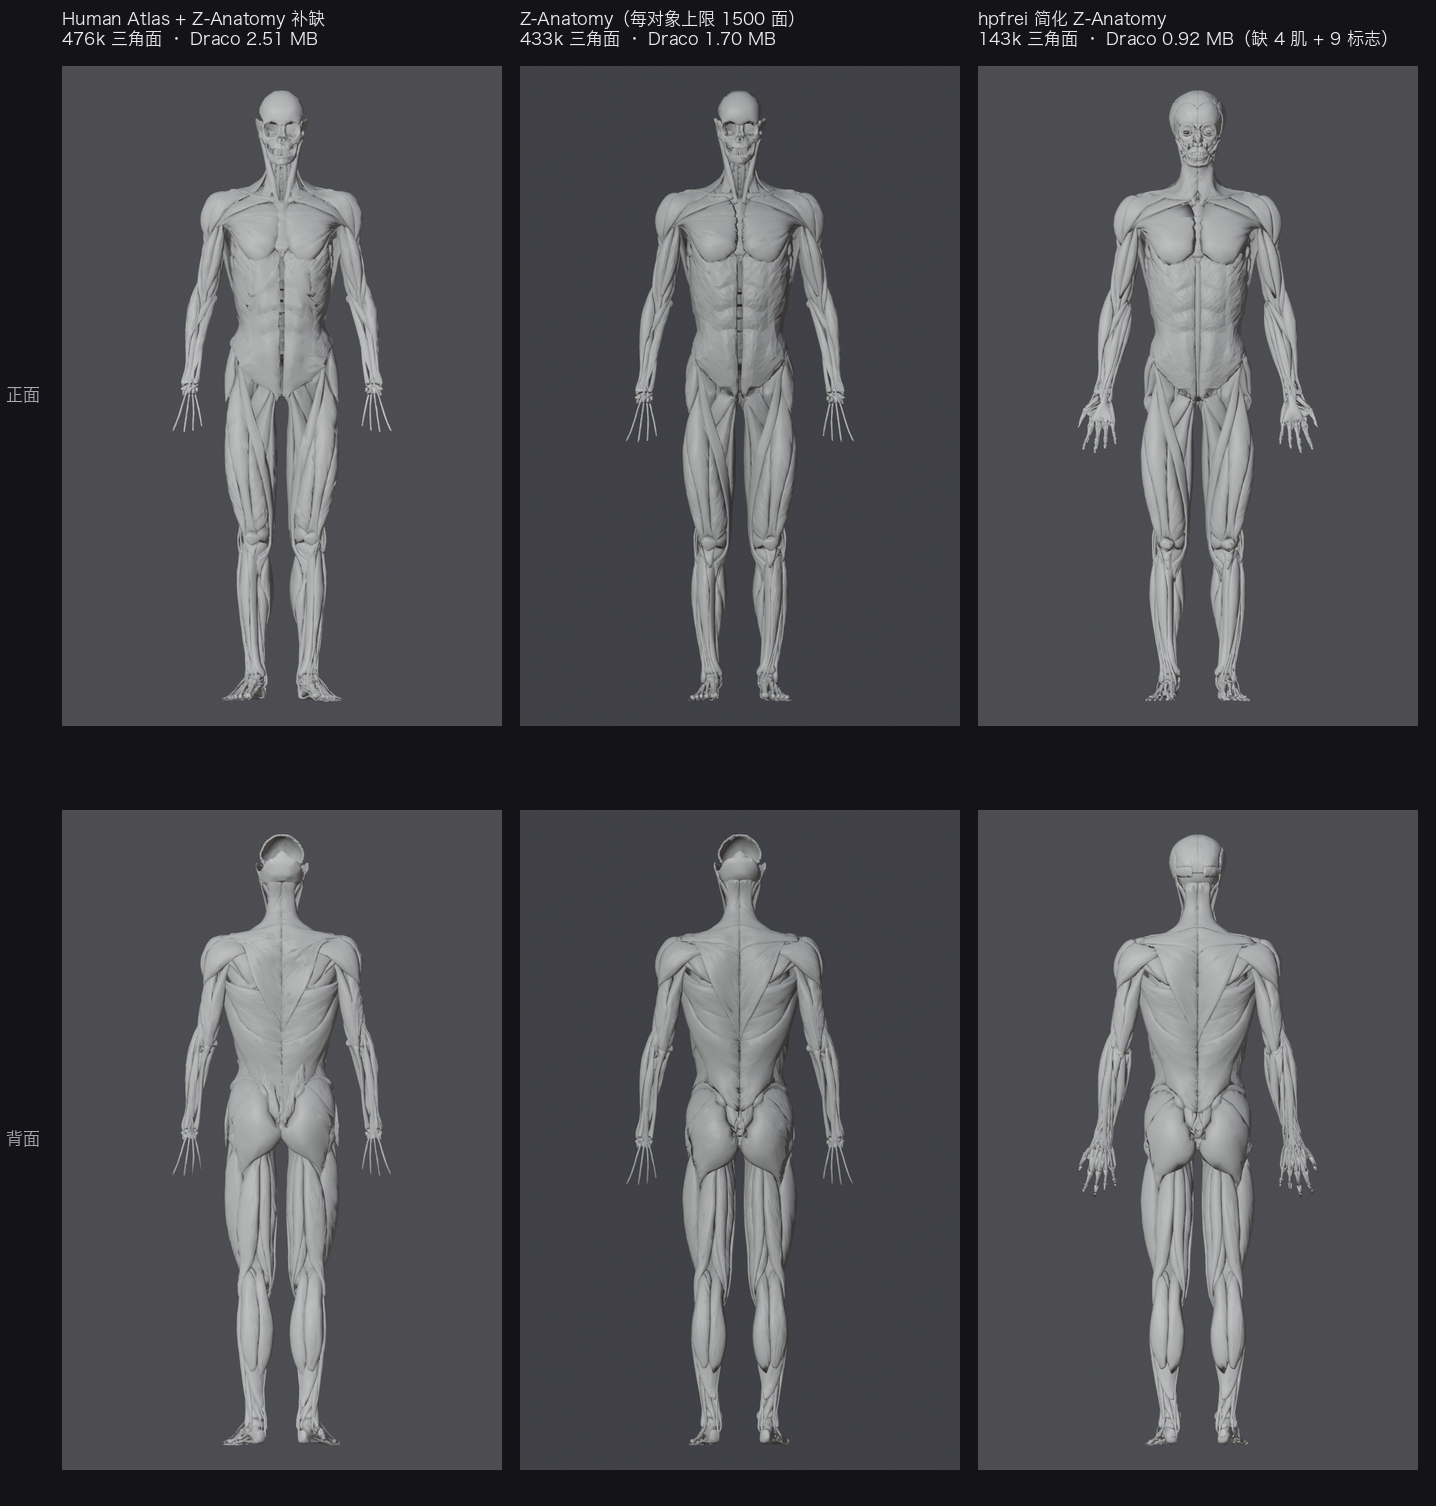 Human Atlas + Z-Anatomy 补缺
476k 三角面 · Draco 2.51 MB
Z-Anatomy（每对象上限 1500 面）
433k 三角面 · Draco 1.70 MB
hpfrei 简化 Z-Anatomy
143k 三角面 · Draco 0.92 MB（缺 4 肌 + 9 标志）
正面
背面